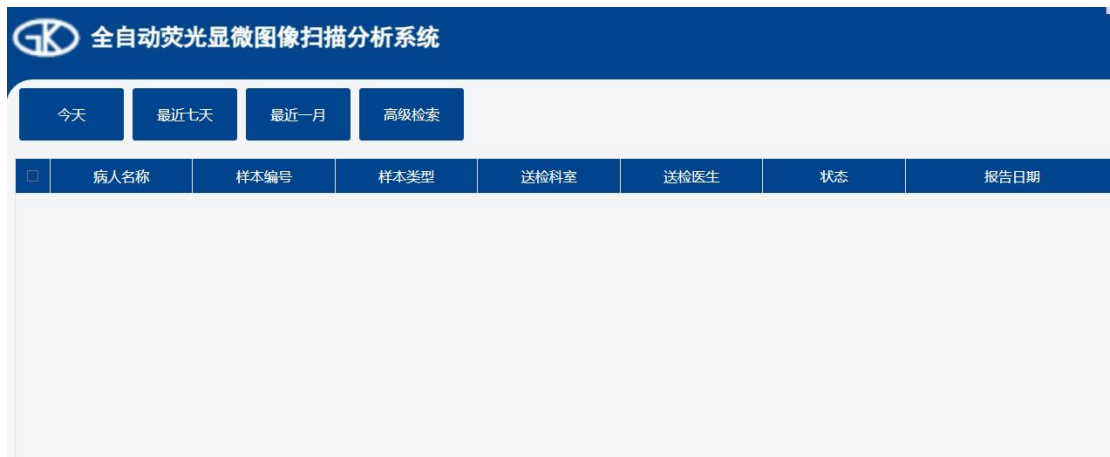 GK 全自动荧光显微图像扫描分析系统
今天 最近七天 最近一月 高级检索
病人名称 样本编号 样本类型 送检科室 送检医生 状态 报告日期